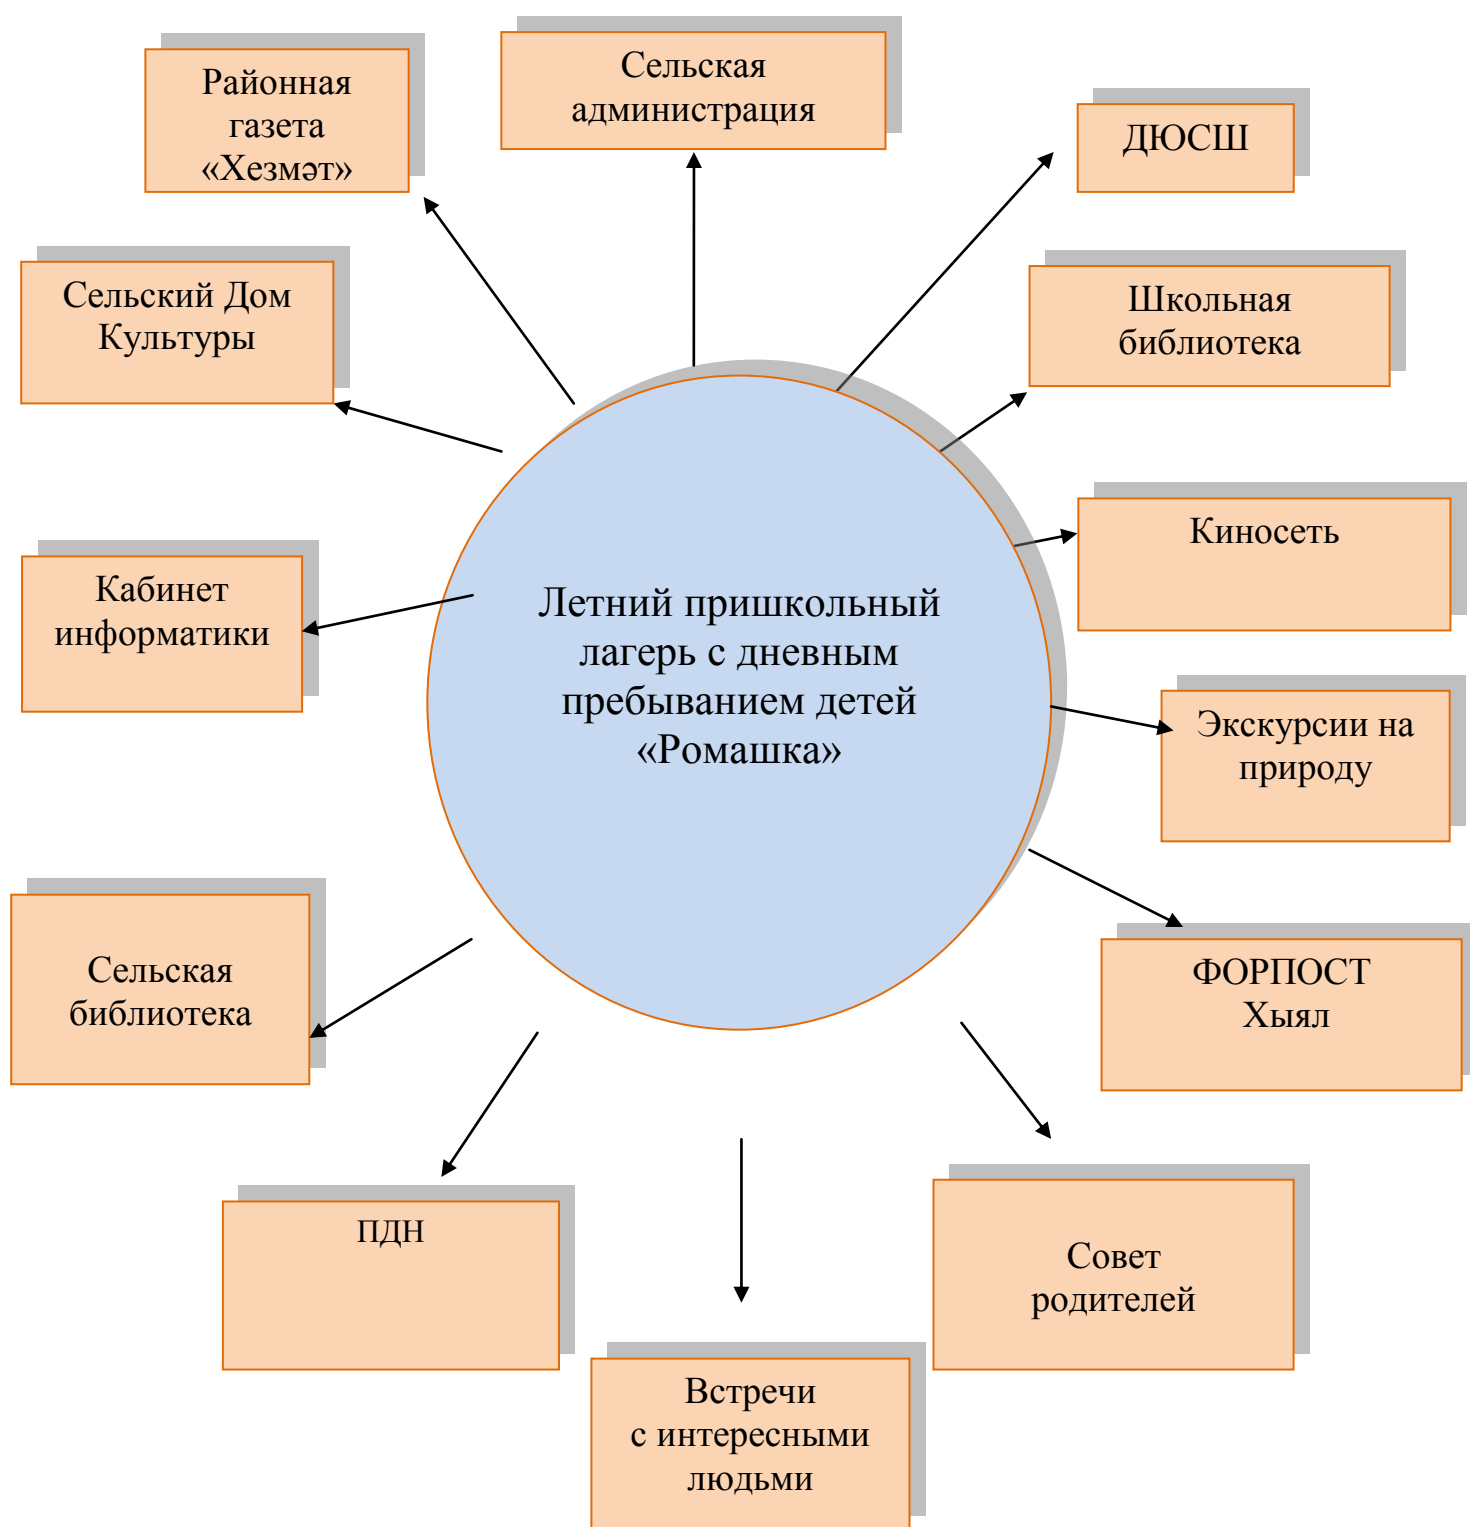 Районная
газета
«Хезмәт»
Сельская
администрация
ДЮСШ
Сельский Дом
Культуры
Школьная
библиотека
Киносеть
Кабинет
информатики
Летний пришкольный
лагерь с дневным
пребыванием детей
«Ромашка»
Экскурсии на
природу
Сельская
библиотека
ФОРПОСТ
Хыял
ПДН
Совет
родителей
Встречи
с интересными
людьми